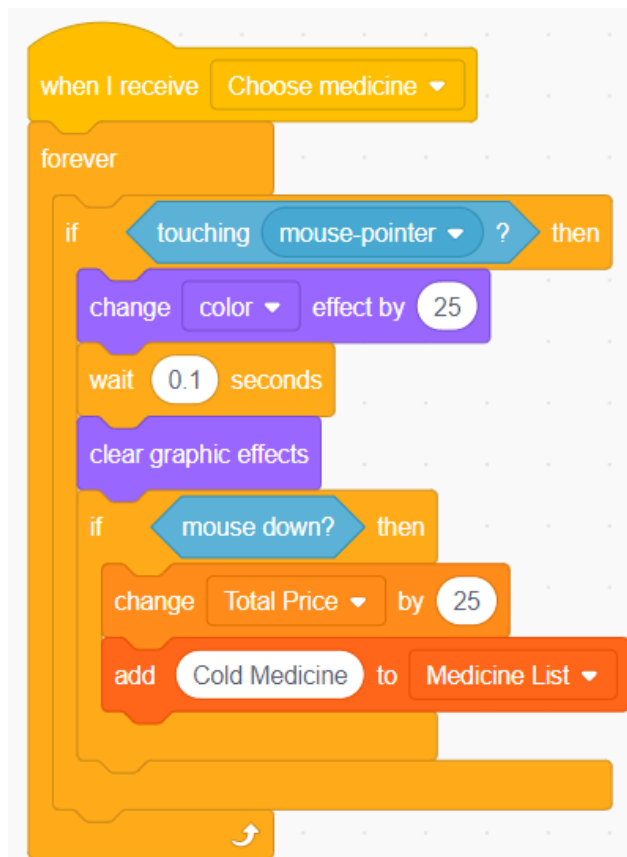 when I receive Choose medicine
forever
if touching mouse-pointer ? then
change color effect by 25
wait 0.1 seconds
clear graphic effects
if mouse down? then
change Total Price by 25
add Cold Medicine to Medicine List